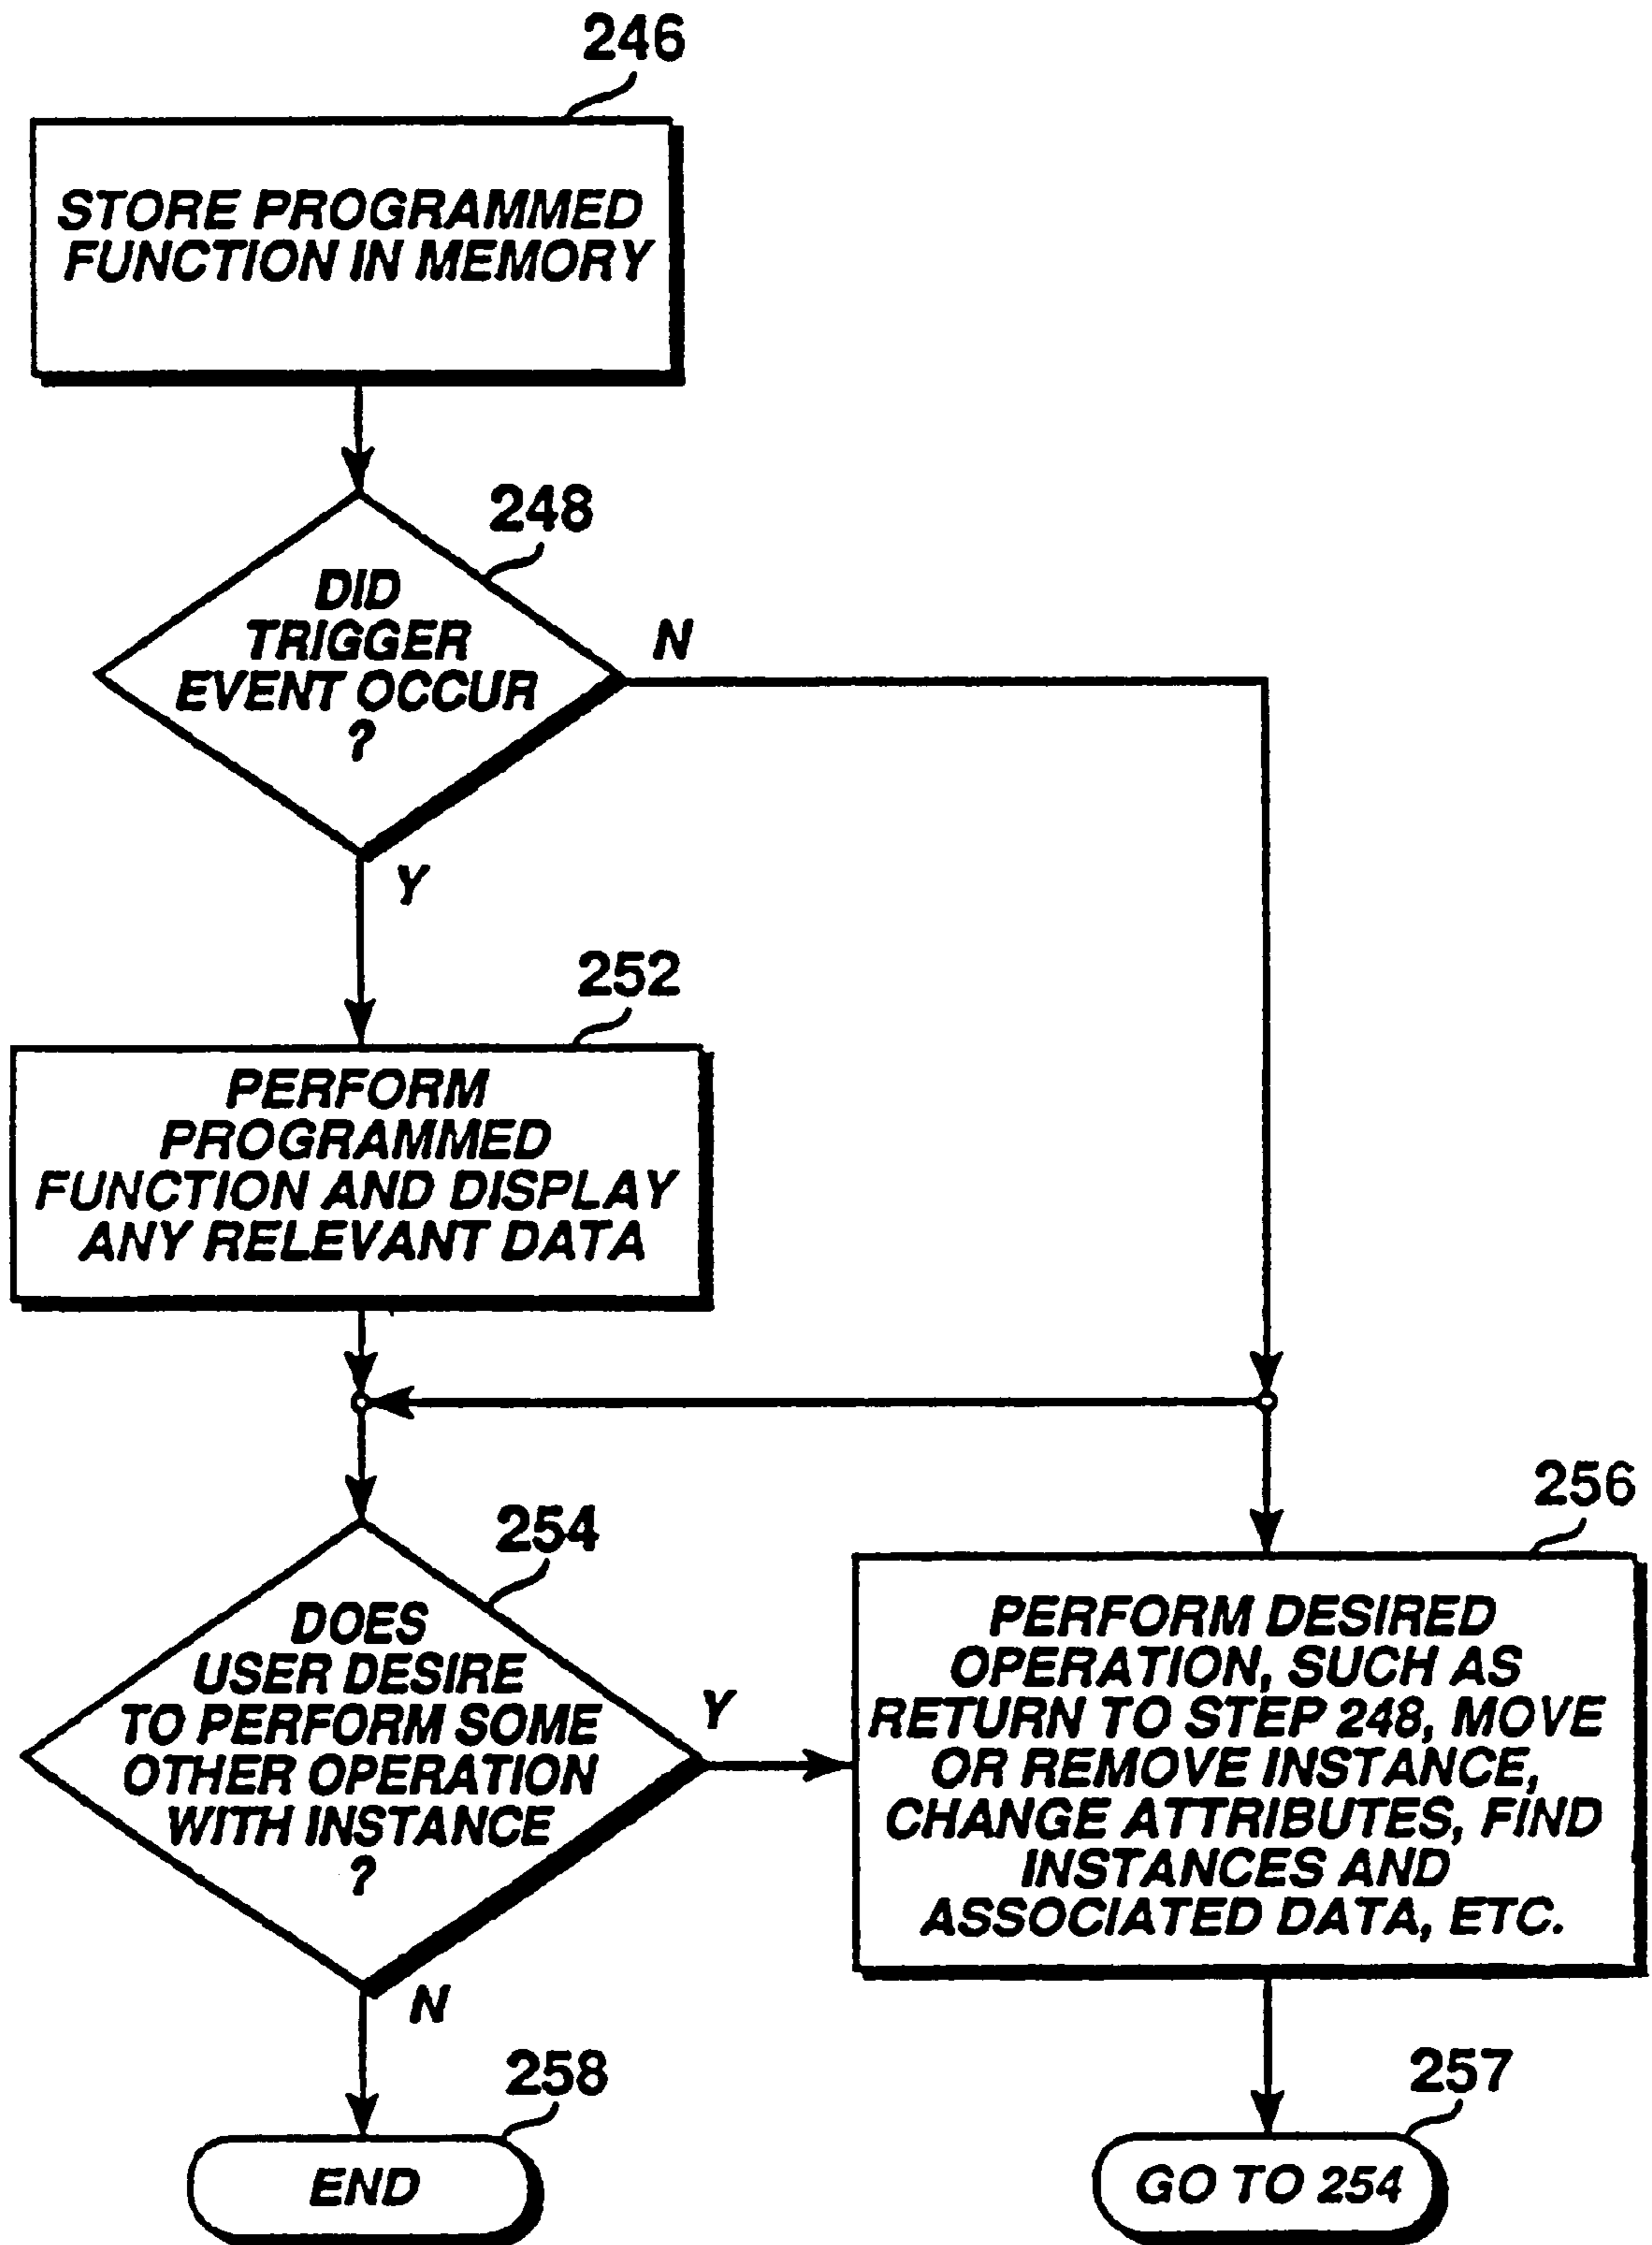 246
STORE PROGRAMMED
FUNCTION IN MEMORY
248
DID
TRIGGER
EVENT OCCUR
?
N
Y
252
PERFORM
PROGRAMMED
FUNCTION AND DISPLAY
ANY RELEVANT DATA
254
DOES
USER DESIRE
TO PERFORM SOME
OTHER OPERATION
WITH INSTANCE
?
Y
N
256
PERFORM DESIRED
OPERATION, SUCH AS
RETURN TO STEP 248, MOVE
OR REMOVE INSTANCE,
CHANGE ATTRIBUTES, FIND
INSTANCES AND
ASSOCIATED DATA, ETC.
258
END
257
GO TO 254